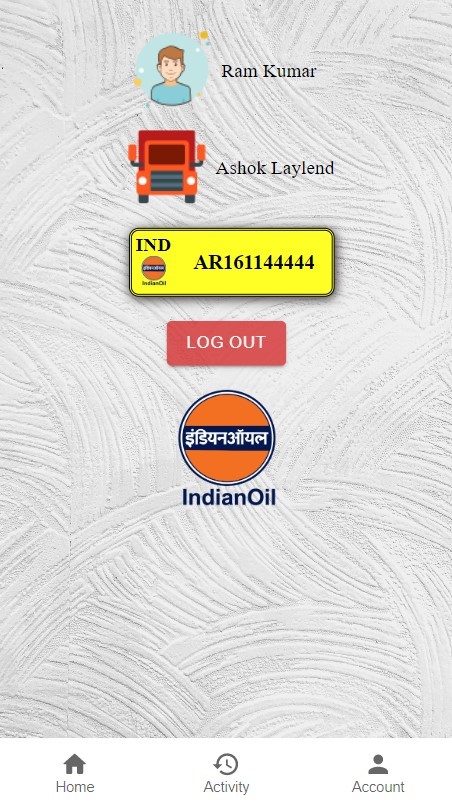 Ram Kumar
Ashok Laylend
IND
AR161144444
इंडियनऑयल
IndianOil
LOG OUT
इंडियनऑयल
IndianOil
Home
Activity
Account